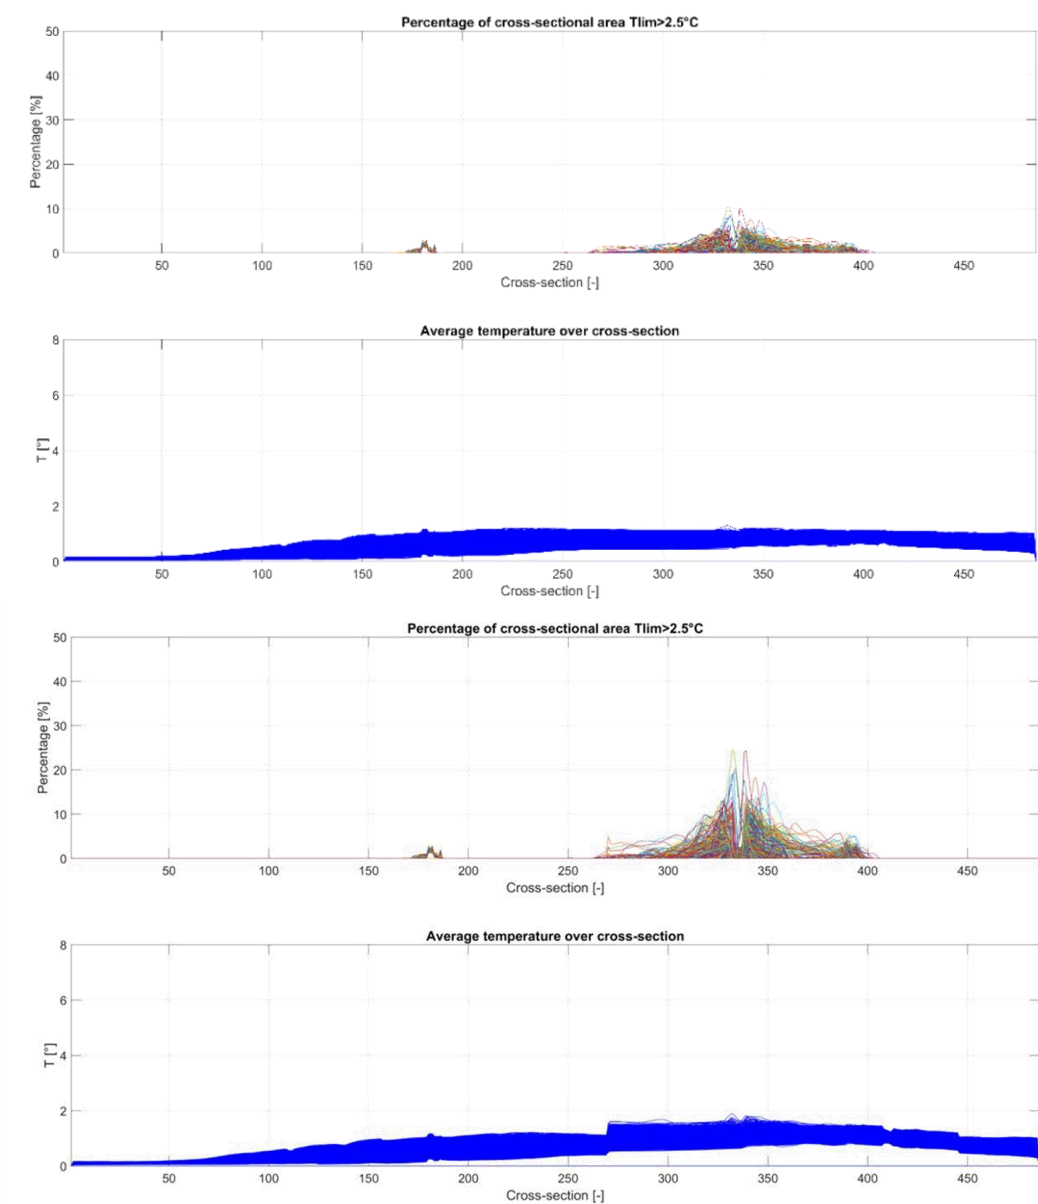 Percentage of cross-sectional area Tlim>2.5°C
50
40
30
20
10
0
Percentage [%]
50 100 150 200 250 300 350 400 450
Cross-section [-]
Average temperature over cross-section
8
6
4
2
0
T [°]
50 100 150 200 250 300 350 400 450
Cross-section [-]
Percentage of cross-sectional area Tlim>2.5°C
50
40
30
20
10
0
Percentage [%]
50 100 150 200 250 300 350 400 450
Cross-section [-]
Average temperature over cross-section
8
6
4
2
0
T [°]
50 100 150 200 250 300 350 400 450
Cross-section [-]